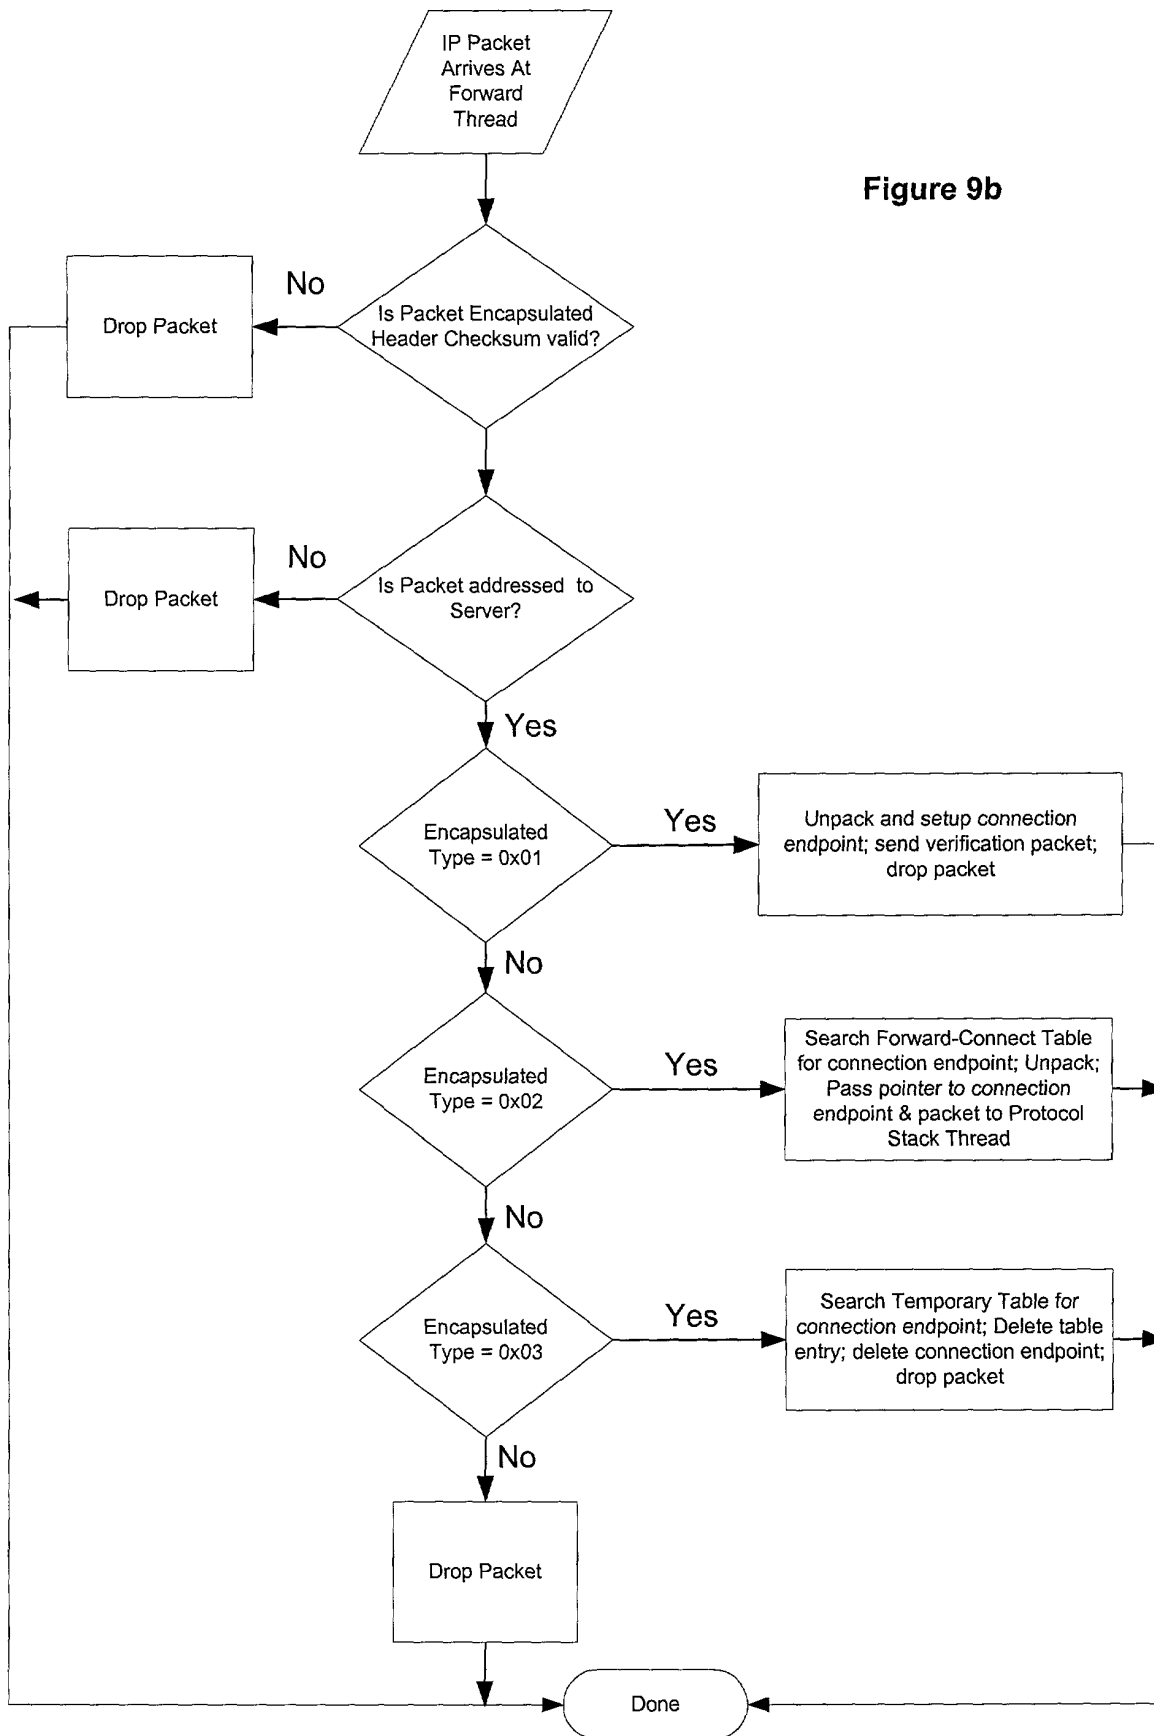 IP Packet
Arrives At
Forward
Thread
Figure 9b
No
Drop Packet
Is Packet Encapsulated
Header Checksum valid?
No
Drop Packet
Is Packet addressed to
Server?
Yes
Encapsulated
Type = 0x01
Yes
Unpack and setup connection
endpoint; send verification packet;
drop packet
No
Encapsulated
Type = 0x02
Yes
Search Forward-Connect Table
for connection endpoint; Unpack;
Pass pointer to connection
endpoint & packet to Protocol
Stack Thread
No
Encapsulated
Type = 0x03
Yes
Search Temporary Table for
connection endpoint; Delete table
entry; delete connection endpoint;
drop packet
No
Drop Packet
Done